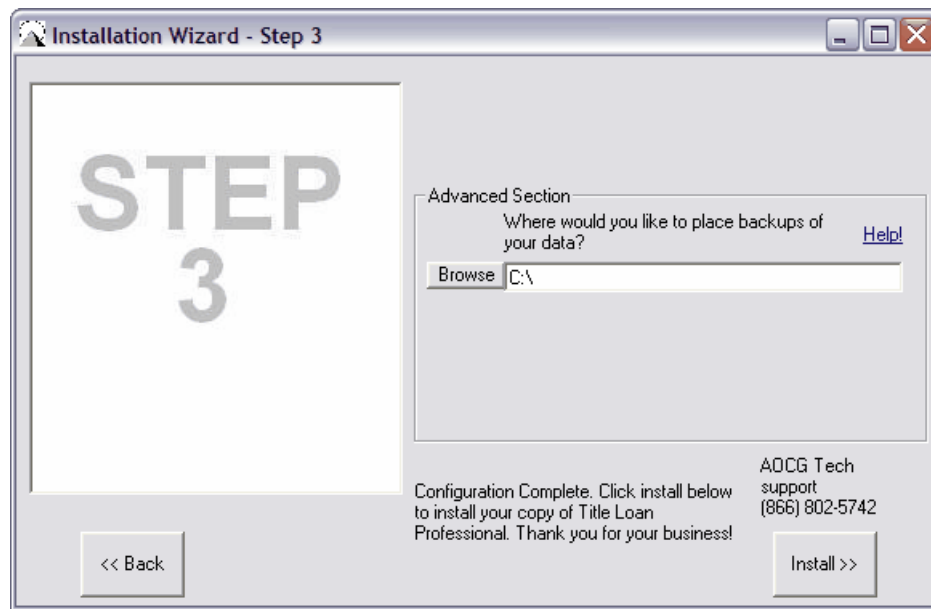 Installation Wizard - Step 3
STEP
3
Advanced Section
Where would you like to place backups of
your data?
Help!
Browse
C:\
Configuration Complete. Click install below
to install your copy of Title Loan
Professional. Thank you for your business!
AOCG Tech
support
(866) 802-5742
<< Back
Install >>